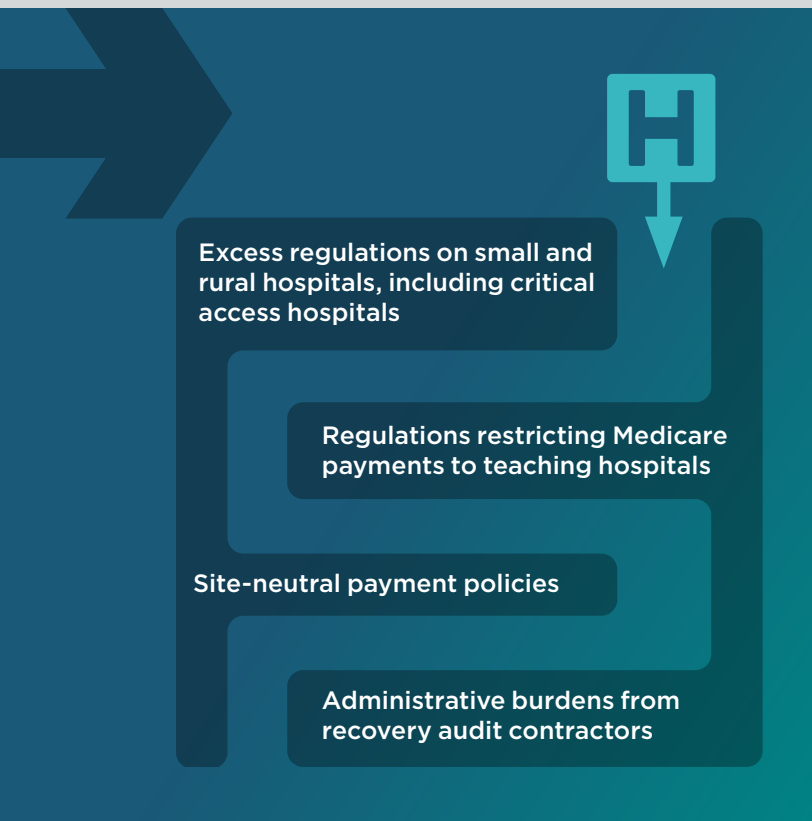 H
Excess regulations on small and
rural hospitals, including critical
access hospitals
Regulations restricting Medicare
payments to teaching hospitals
Site-neutral payment policies
Administrative burdens from
recovery audit contractors